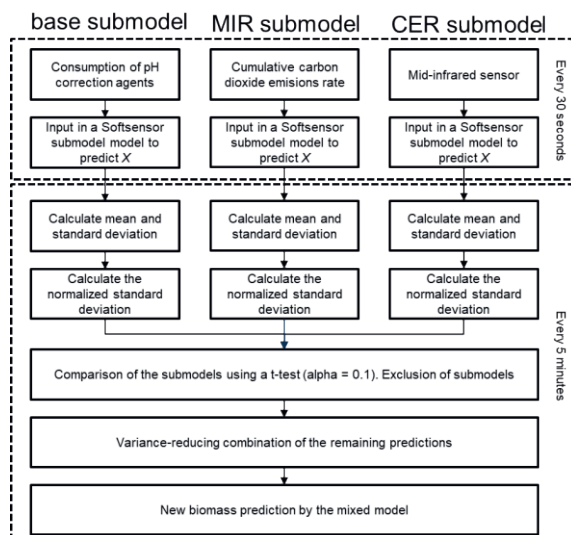 base submodel
MIR submodel
CER submodel
Consumption of pH
correction agents
Cumulative carbon
dioxide emisions rate
Mid-infrared sensor
Input in a Softsensor
submodel model to
predict X
Input in a Softsensor
submodel model to
predict X
Input in a Softsensor
submodel model to
predict X
Every 30 seconds
Calculate mean and
standard deviation
Calculate mean and
standard deviation
Calculate mean and
standard deviation
Calculate the
normalized standard
deviation
Calculate the
normalized standard
deviation
Calculate the
normalized standard
deviation
Comparison of the submodels using a t-test (alpha = 0.1). Exclusion of submodels
Variance-reducing combination of the remaining predictions
New biomass prediction by the mixed model
Every 5 minutes